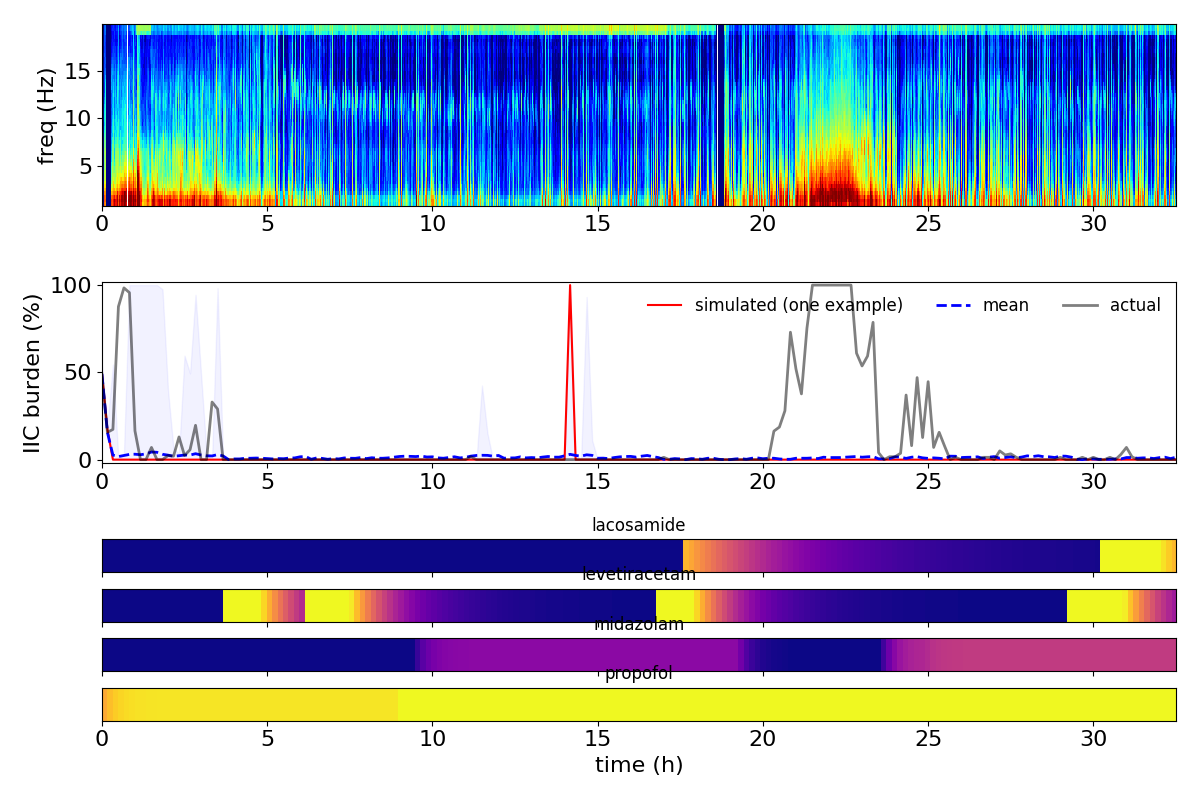 freq (Hz)
15
10
5
0 5 10 15 20 25 30
IIC burden (%)
100
50
0
simulated (one example) mean actual
0 5 10 15 20 25 30
lacosamide
levetiracetam
midazolam
propofol
0 5 10 15 20 25 30
time (h)